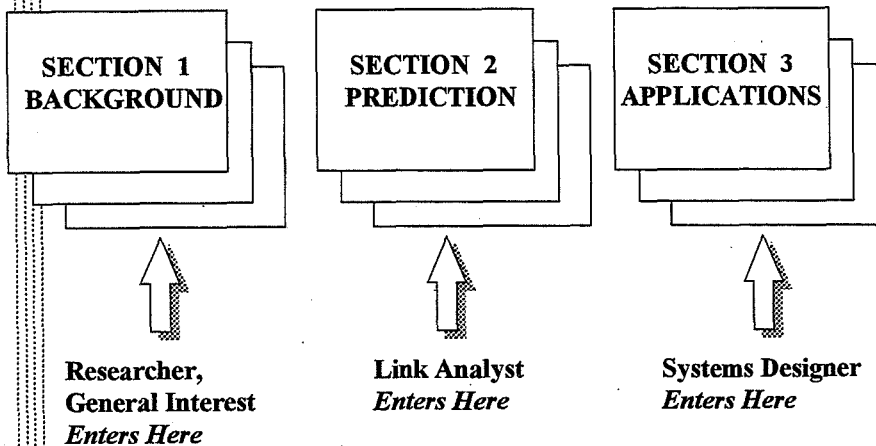 SECTION 1
BACKGROUND
SECTION 2
PREDICTION
SECTION 3
APPLICATIONS
Researcher,
General Interest
Enters Here
Link Analyst
Enters Here
Systems Designer
Enters Here